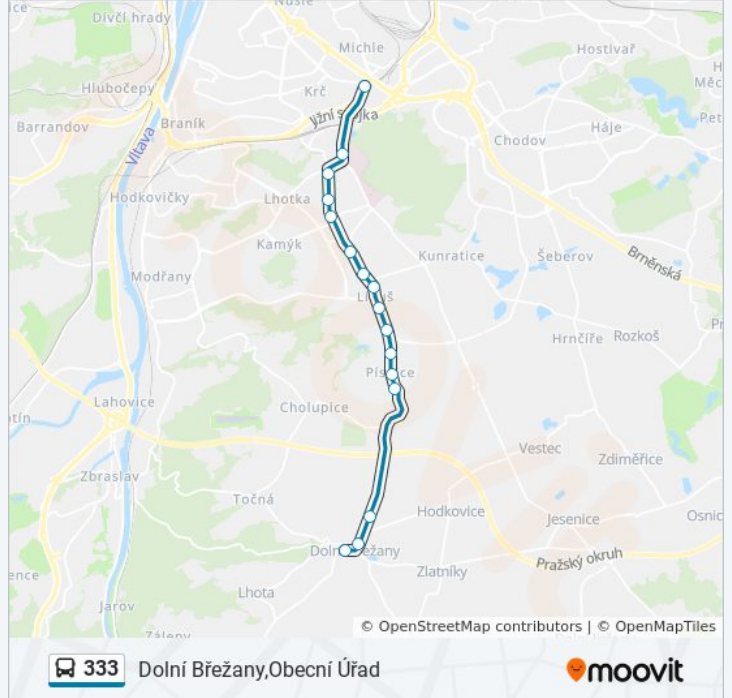 Dívčí hrady
Nusle
Michle
Hostivař
Hlubočepy
Krč
Jižní spojka
Barrandov
Braník
Vltava
Chodov
Háje
Hodkovičky
Lhotka
Kamýk
Kunratice
Šeberov
Brněnská
Modřany
Libuš
Hrnčíře
Rozkoš
Písnice
Lahovice
Cholupice
Vestec
Zdiměřice
Zbraslav
Točná
Hodkovice
Jesenice
Dolní Břežany
Pražský okruh
Zlatníky
Lhota
Jarov
© OpenStreetMap contributors | © OpenMapTiles
333 Dolní Břežany,Obecní Úřad
moovit